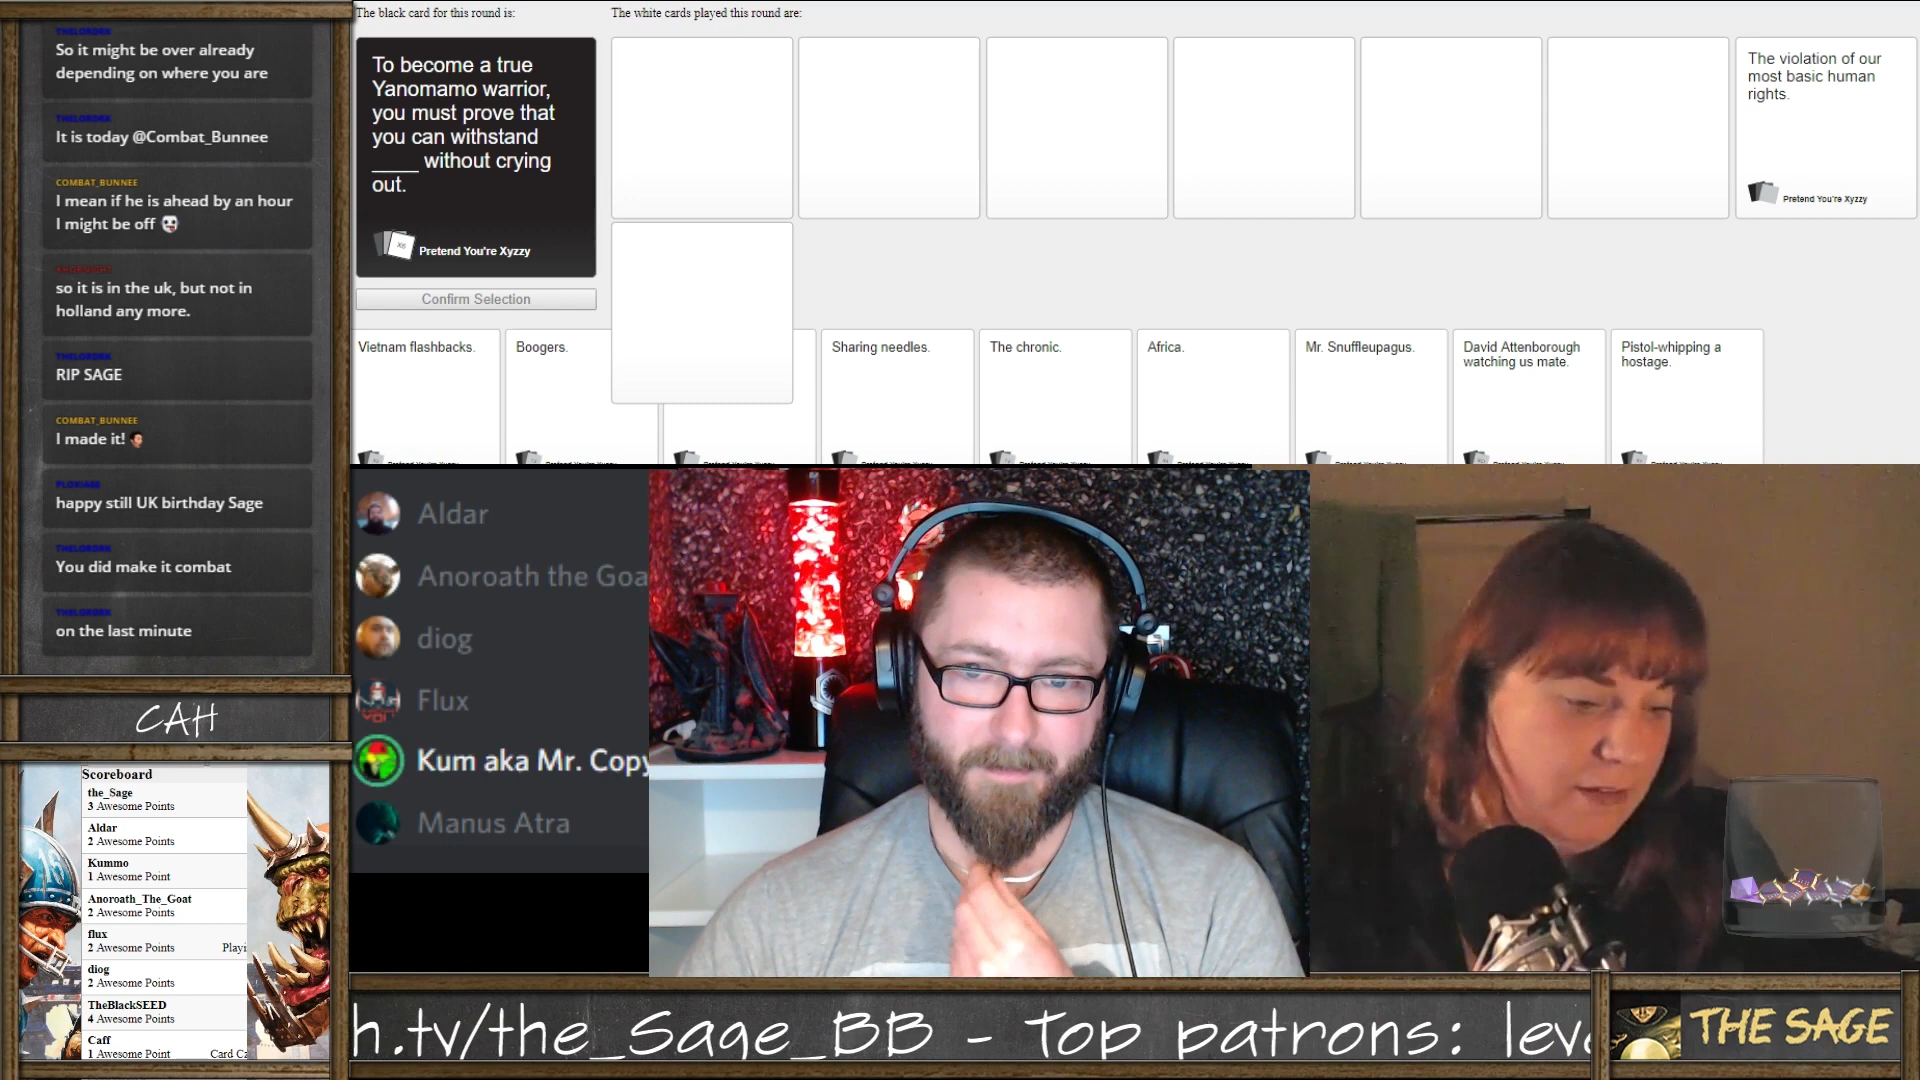 THELORDRK
So it might be over already
depending on where you are
THELORDRK
It is today @Combat_Bunnee
COMBAT_BUNNEE
I mean if he is ahead by an hour
I might be off
so it is in the uk, but not in
holland any more.
THELORDRK
RIP SAGE
COMBAT_BUNNEE
I made it!
happy still UK birthday Sage
THELORDRK
You did make it combat
THELORDRK
on the last minute
CAH
Scoreboard
the_Sage
3 Awesome Points
Aldar
2 Awesome Points
Kummo
1 Awesome Point
Anoroath_The_Goat
2 Awesome Points
flux
2 Awesome Points Playi
diog
2 Awesome Points
TheBlackSEED
4 Awesome Points
Caff
1 Awesome Point Card Cz
The black card for this round is:
To become a true
Yanomamo warrior,
you must prove that
you can withstand
____ without crying
out.
Pretend You're Xyzzy
Confirm Selection
The white cards played this round are:
The violation of our
most basic human
rights.
Pretend You're Xyzzy
Vietnam flashbacks.
Boogers.
Sharing needles.
The chronic.
Africa.
Mr. Snuffleupagus.
David Attenborough
watching us mate.
Pistol-whipping a
hostage.
Aldar
Anoroath the Goa
diog
Flux
Kum aka Mr. Copy
Manus Atra
h.tv/the_Sage_BB - Top patrons: leve
THE SAGE